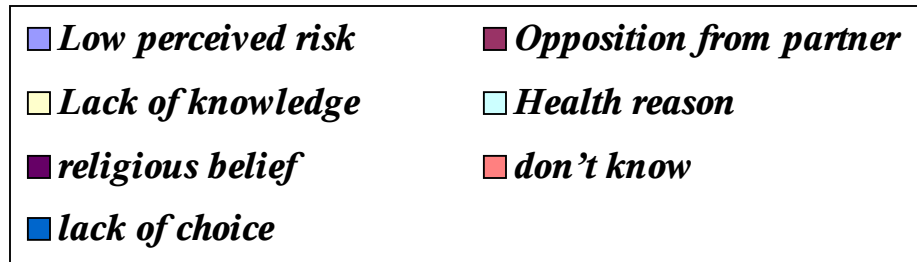 Low perceived risk Opposition from partner
Lack of knowledge Health reason
religious belief don't know
lack of choice